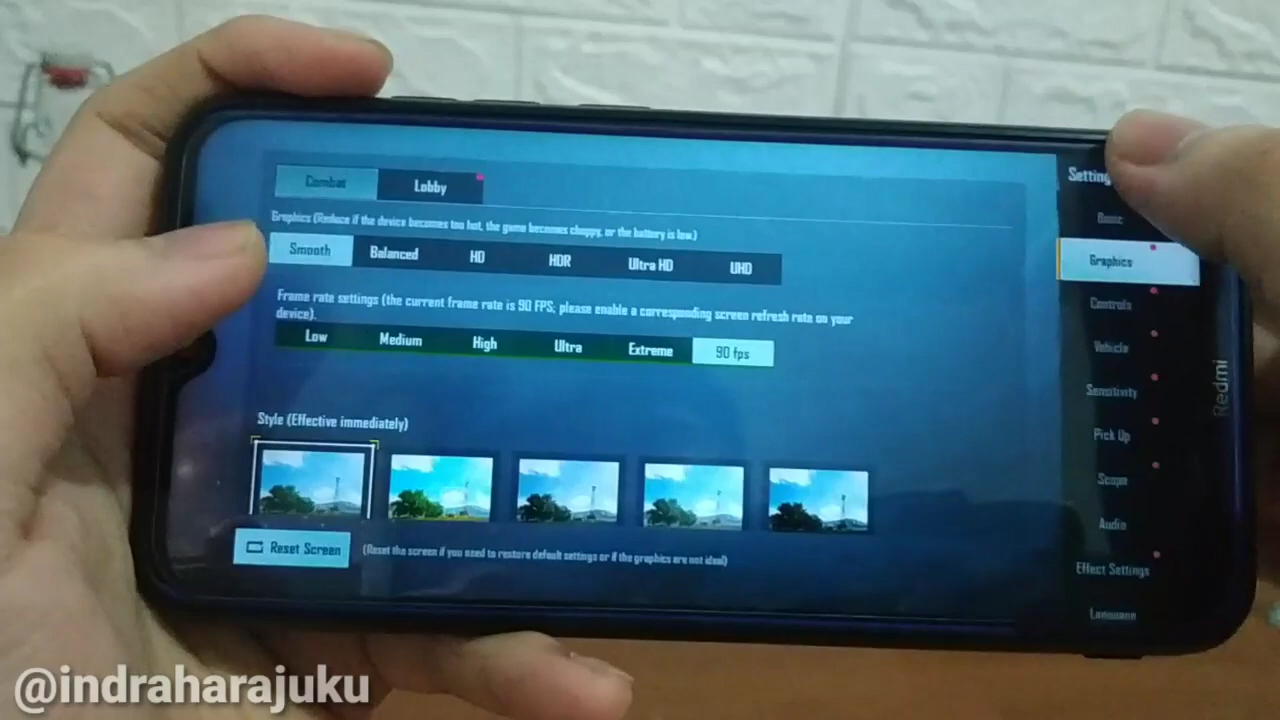 Combat
Lobby
Graphics (Reduce if the device becomes too hot, the game becomes choppy, or the battery is low.)
Smooth
Balanced
HD
HDR
Ultra HD
UHD
Frame rate settings (the current frame rate is 90 FPS; please enable a corresponding screen refresh rate on your
device).
Low
Medium
High
Ultra
Extreme
90 fps
Style (Effective immediately)
Reset Screen
(Reset the screen if you need to restore default settings or if the graphics are not ideal)
Setting
Basic
Graphics
Controls
Vehicle
Sensitivity
Pick Up
Scope
Audio
Effect Settings
Language
Redmi
@indraharajuku